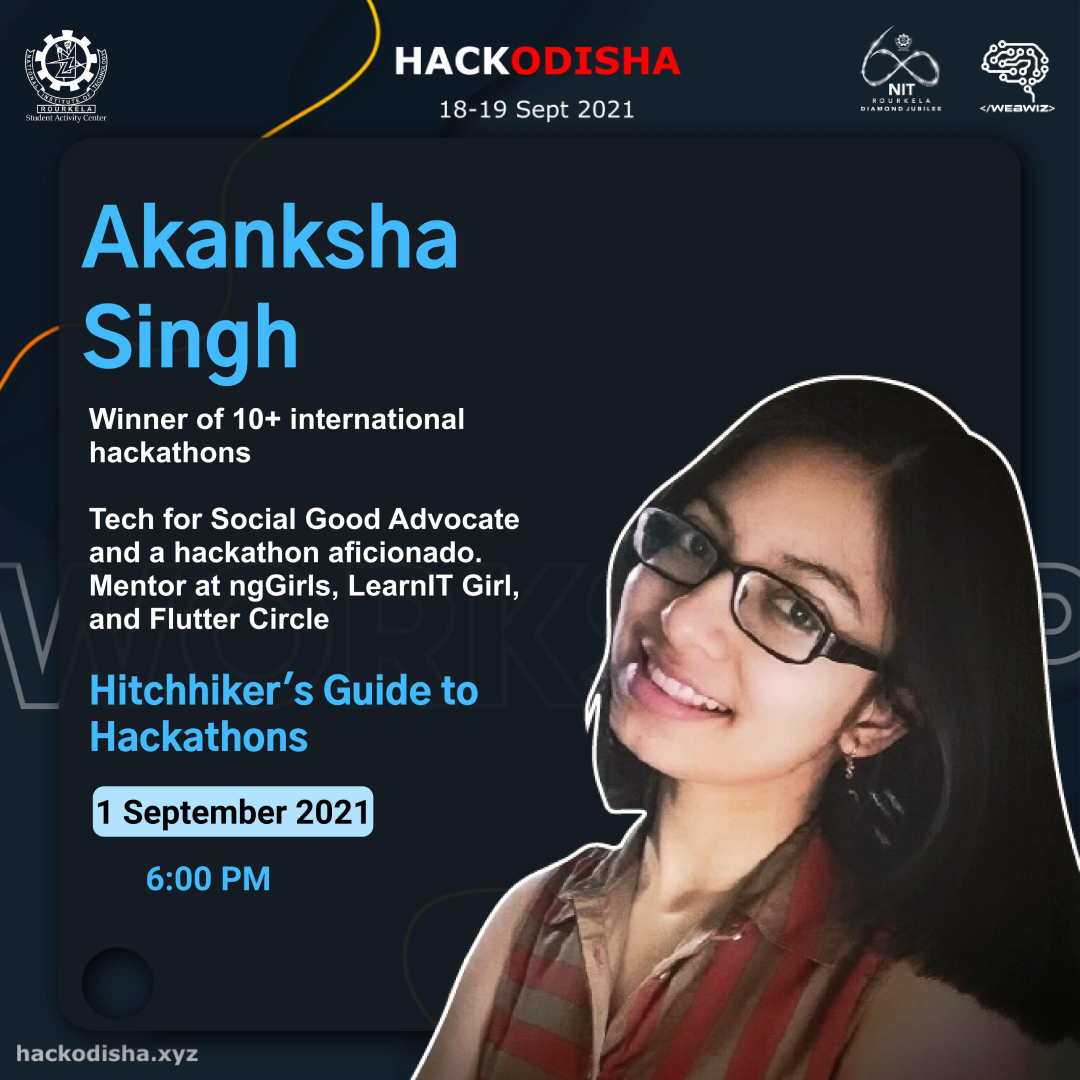 HACKODISHA
18-19 Sept 2021
NATIONAL INSTITUTE OF TECHNOLOGY
ROURKELA
Student Activity Center
NIT
ROURKELA
DIAMOND JUBILEE
</WEBWIZ>
Akanksha
Singh
Winner of 10+ international
hackathons
Tech for Social Good Advocate
and a hackathon aficionado.
Mentor at ngGirls, LearnIT Girl,
and Flutter Circle
WORKSHOP
Hitchhiker's Guide to
Hackathons
1 September 2021
6:00 PM
hackodisha.xyz